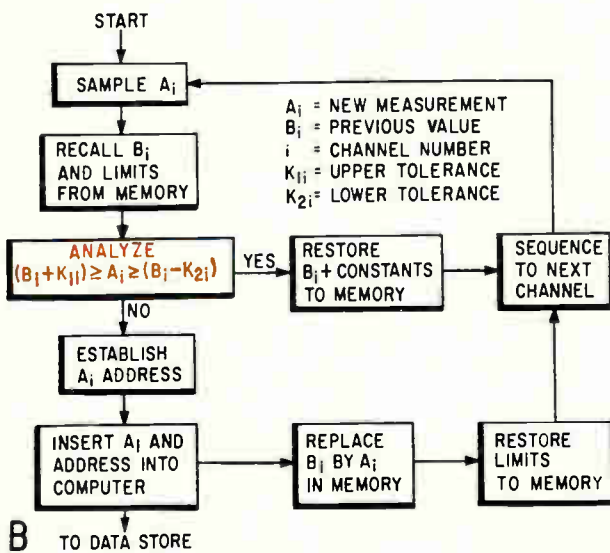 START
SAMPLE Ai
Ai = NEW MEASUREMENT
Bi = PREVIOUS VALUE
i = CHANNEL NUMBER
K1i = UPPER TOLERANCE
K2i = LOWER TOLERANCE
RECALL Bi
AND LIMITS
FROM MEMORY
ANALYZE
(Bi+K1i) ≥ Ai ≥ (Bi-K2i)
YES
NO
RESTORE
Bi + CONSTANTS
TO MEMORY
SEQUENCE
TO NEXT
CHANNEL
ESTABLISH
Ai ADDRESS
INSERT Ai AND
ADDRESS INTO
COMPUTER
REPLACE
Bi BY Ai
IN MEMORY
RESTORE
LIMITS
TO MEMORY
B
TO DATA STORE